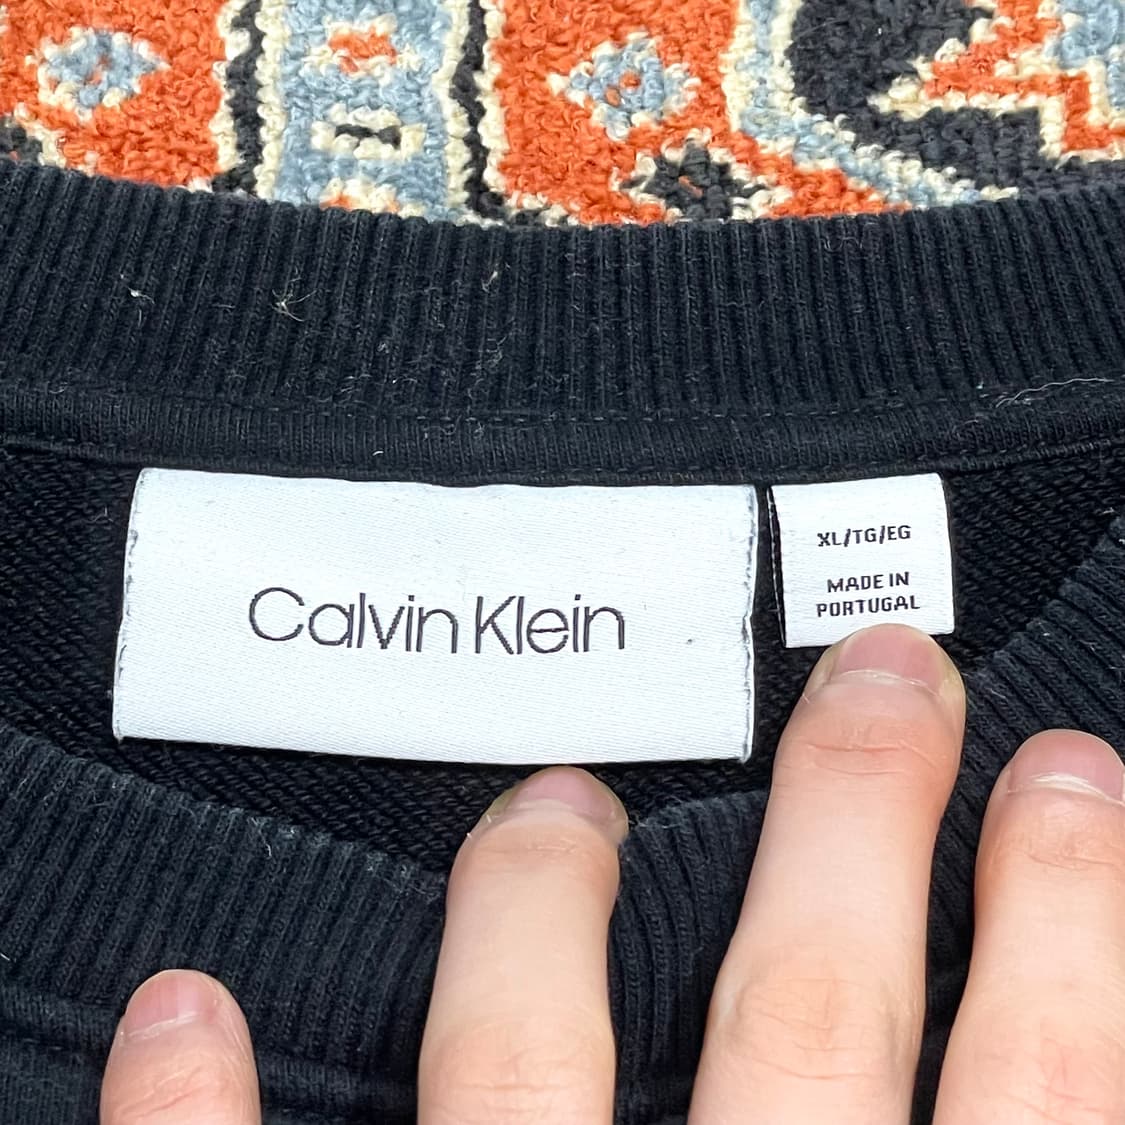 Calvin Klein
XL/TG/EG
MADE IN
PORTUGAL